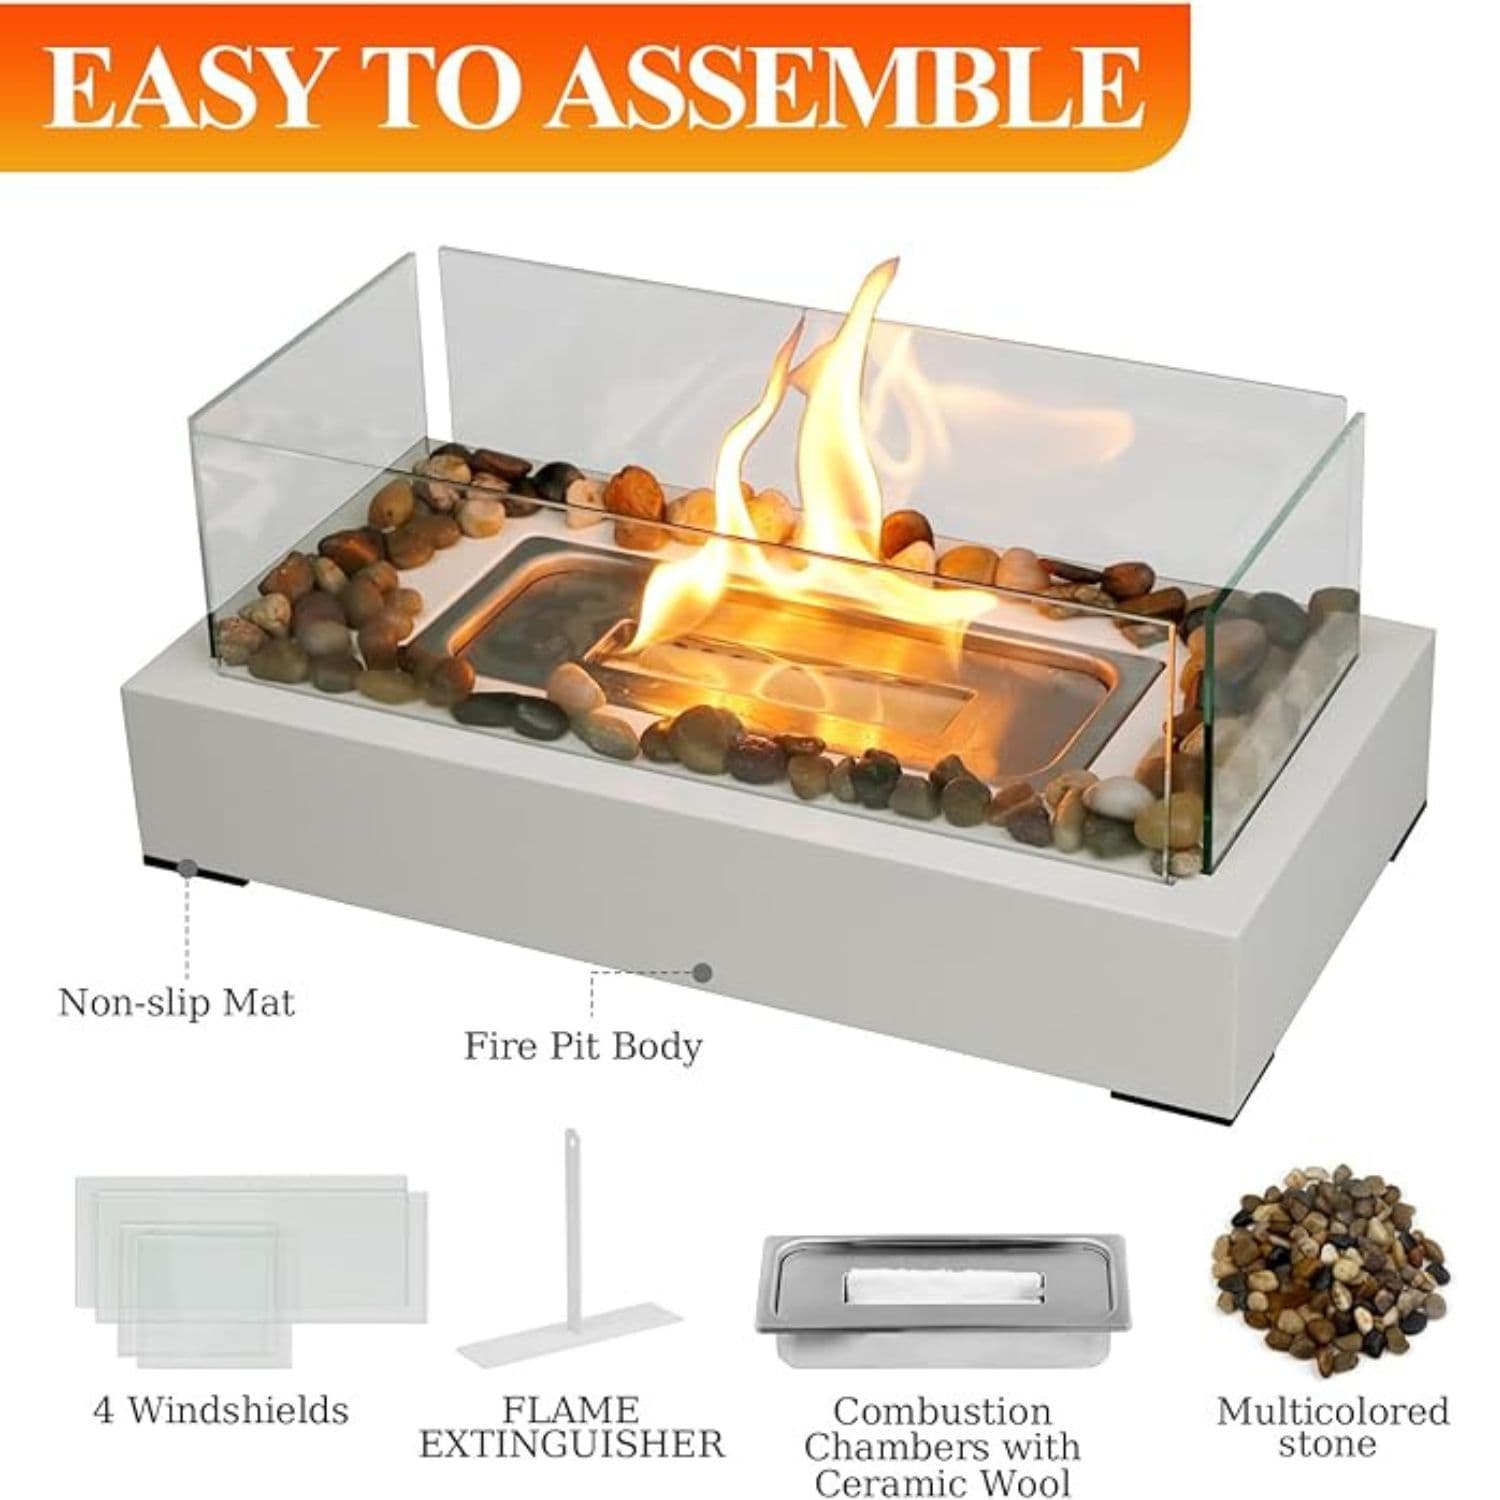 EASY TO ASSEMBLE
Non-slip Mat
Fire Pit Body
4 Windshields
FLAME
EXTINGUISHER
Combustion
Chambers with
Ceramic Wool
Multicolored
stone